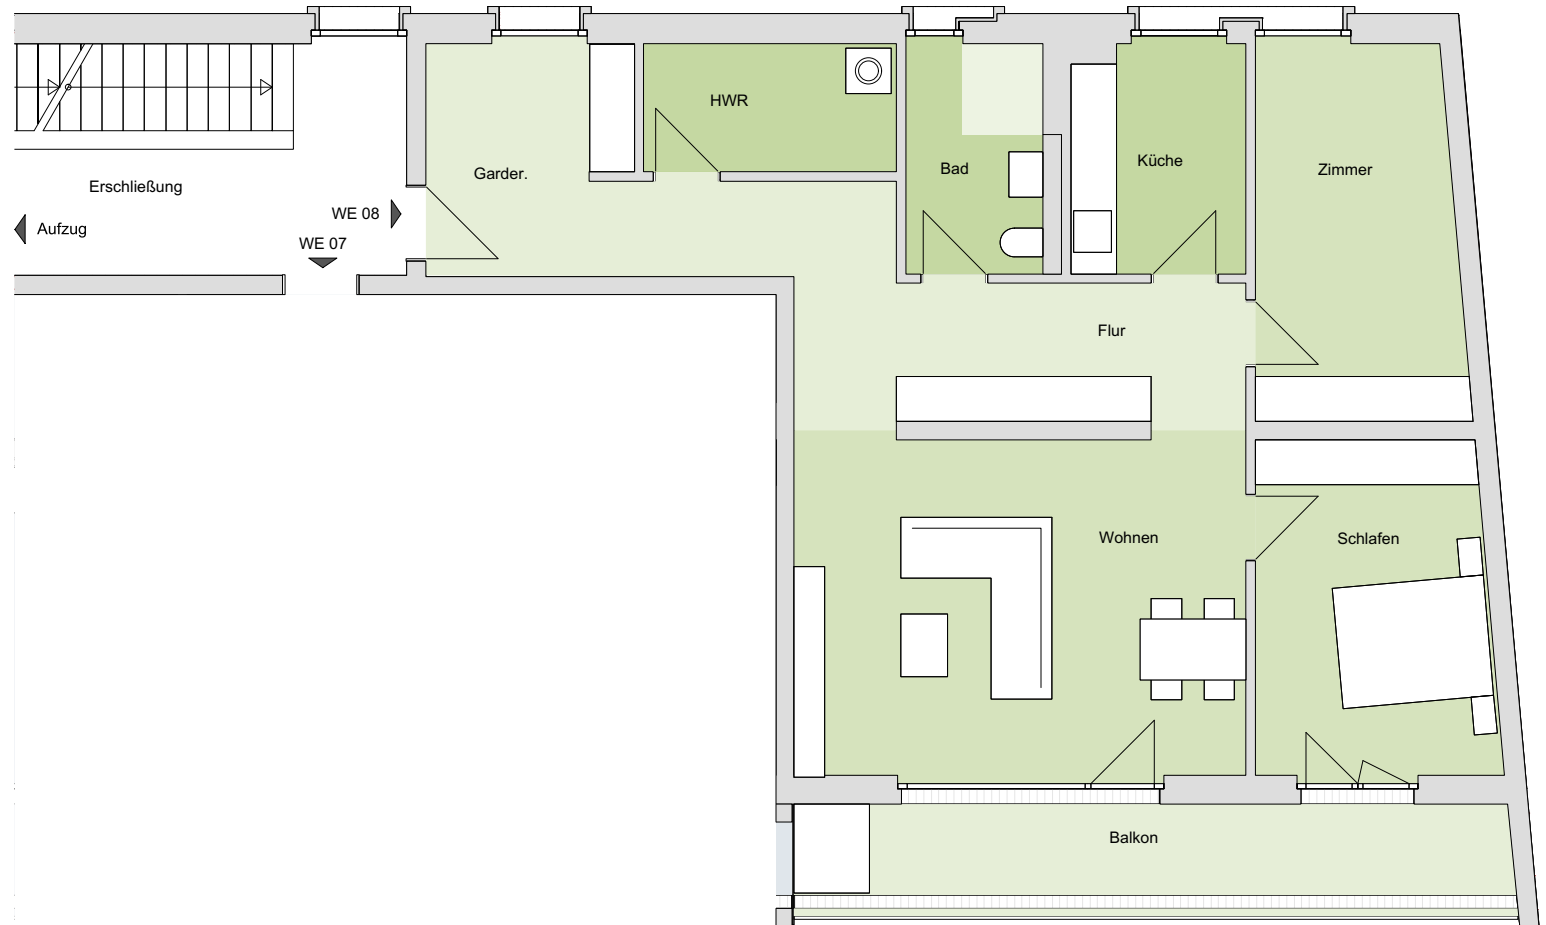 HWR
Garder.
Bad
Küche
Zimmer
Erschließung
WE 08
Aufzug
WE 07
Flur
Wohnen
Schlafen
Balkon